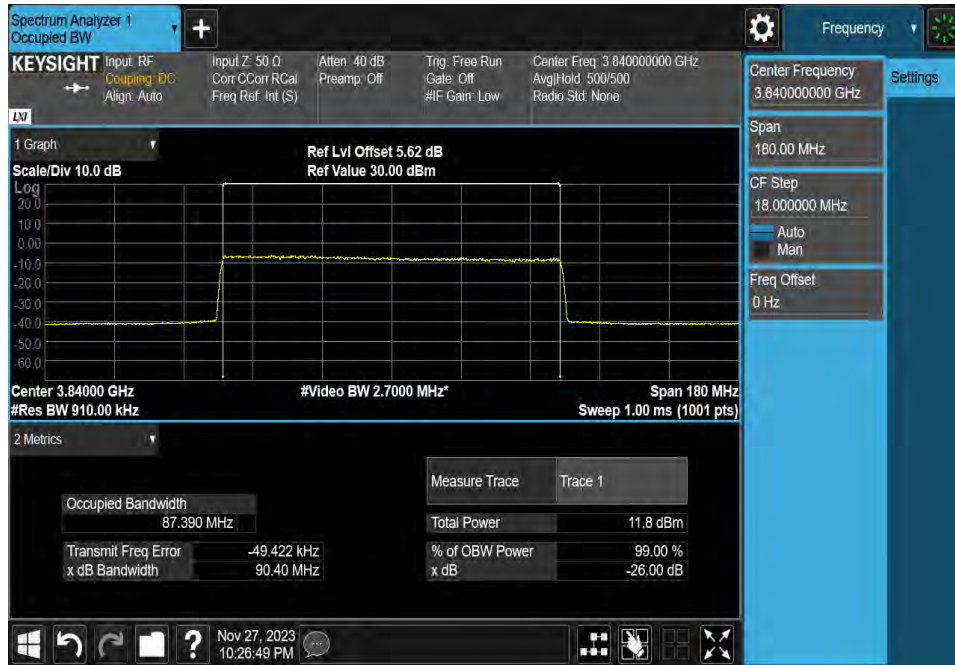 Spectrum Analyzer 1
Occupied BW
Frequency
KEYSIGHT
Input: RF
Coupling: DC
Align: Auto
Input Z: 50 Ω
Corr CCorr RCal
Freq Ref: Int (S)
Atten: 40 dB
Preamp: Off
Trig: Free Run
Gate: Off
#IF Gain: Low
Center Freq: 3.840000000 GHz
Avg|Hold: 500/500
Radio Std: None
LXI
Center Frequency
3.840000000 GHz
Settings
Span
180.00 MHz
CF Step
18.000000 MHz
Auto
Man
Freq Offset
0 Hz
1 Graph
Scale/Div 10.0 dB
Ref Lvl Offset 5.62 dB
Ref Value 30.00 dBm
Log
20.0
10.0
0.00
-10.0
-20.0
-30.0
-40.0
-50.0
-60.0
Center 3.84000 GHz
#Video BW 2.7000 MHz*
Span 180 MHz
#Res BW 910.00 kHz
Sweep 1.00 ms (1001 pts)
2 Metrics
Measure Trace Trace 1
Occupied Bandwidth
87.390 MHz
Total Power 11.8 dBm
Transmit Freq Error -49.422 kHz
% of OBW Power 99.00 %
x dB Bandwidth 90.40 MHz
x dB -26.00 dB
Nov 27, 2023
10:26:49 PM